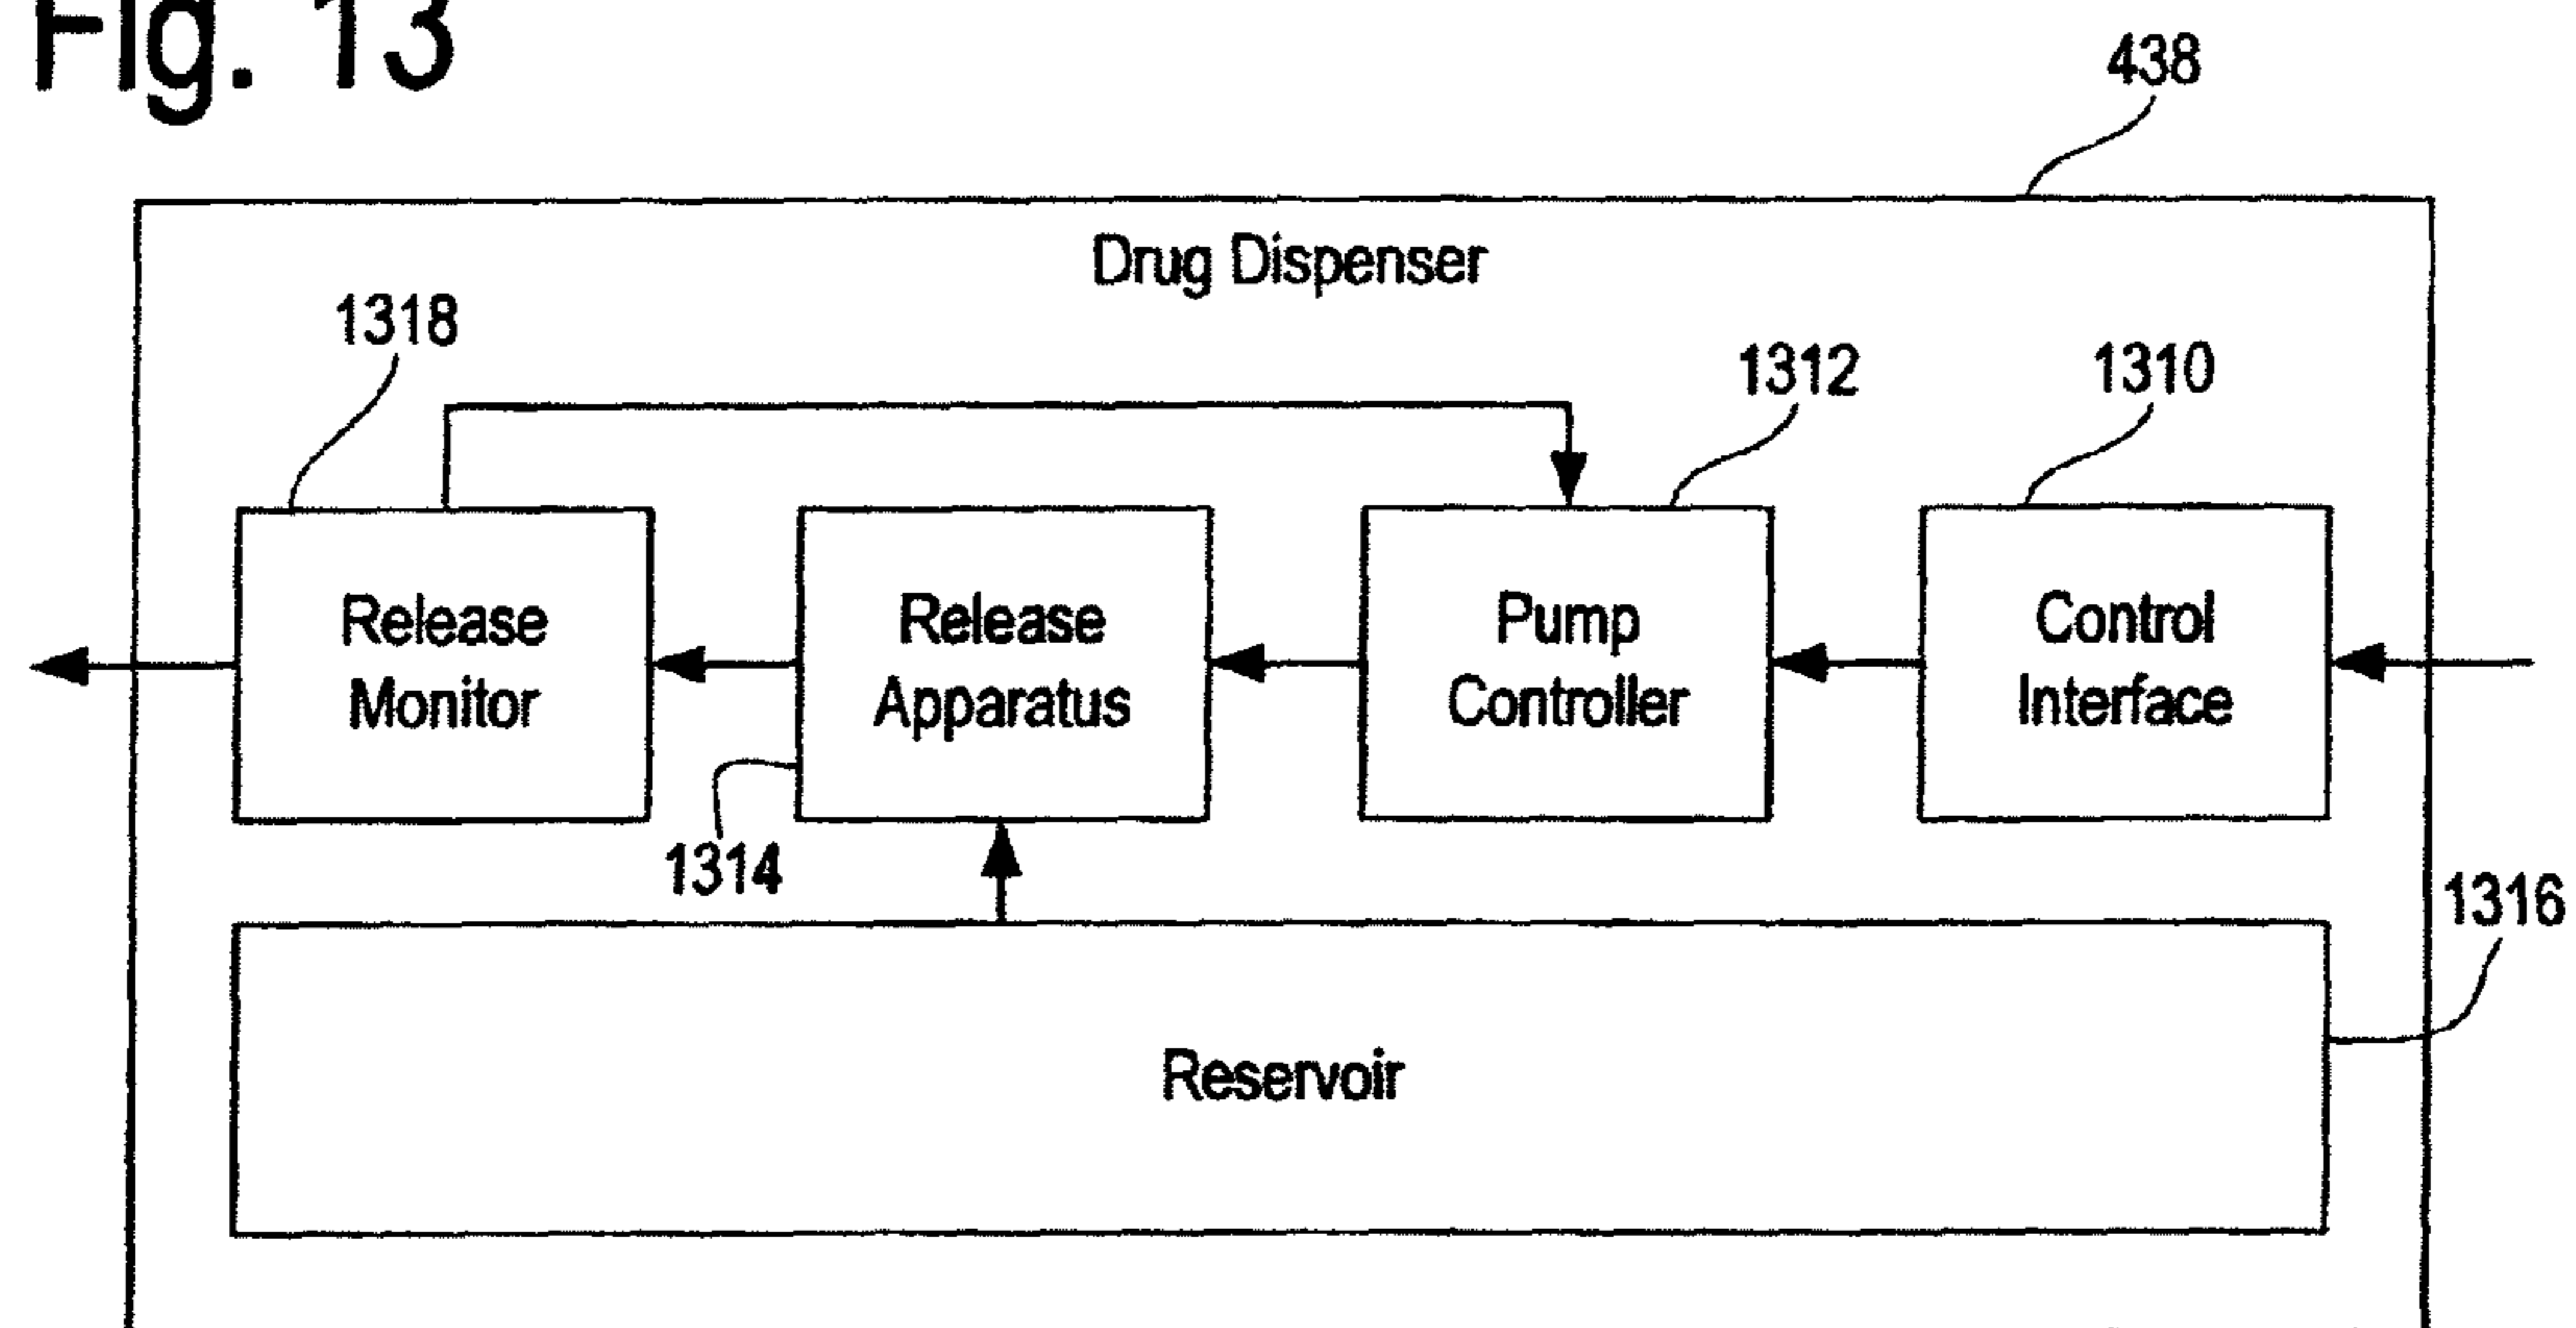 Fig. 13
438
Drug Dispenser
1318
1312
1310
Release
Monitor
Release
Apparatus
Pump
Controller
Control
Interface
1314
1316
Reservoir